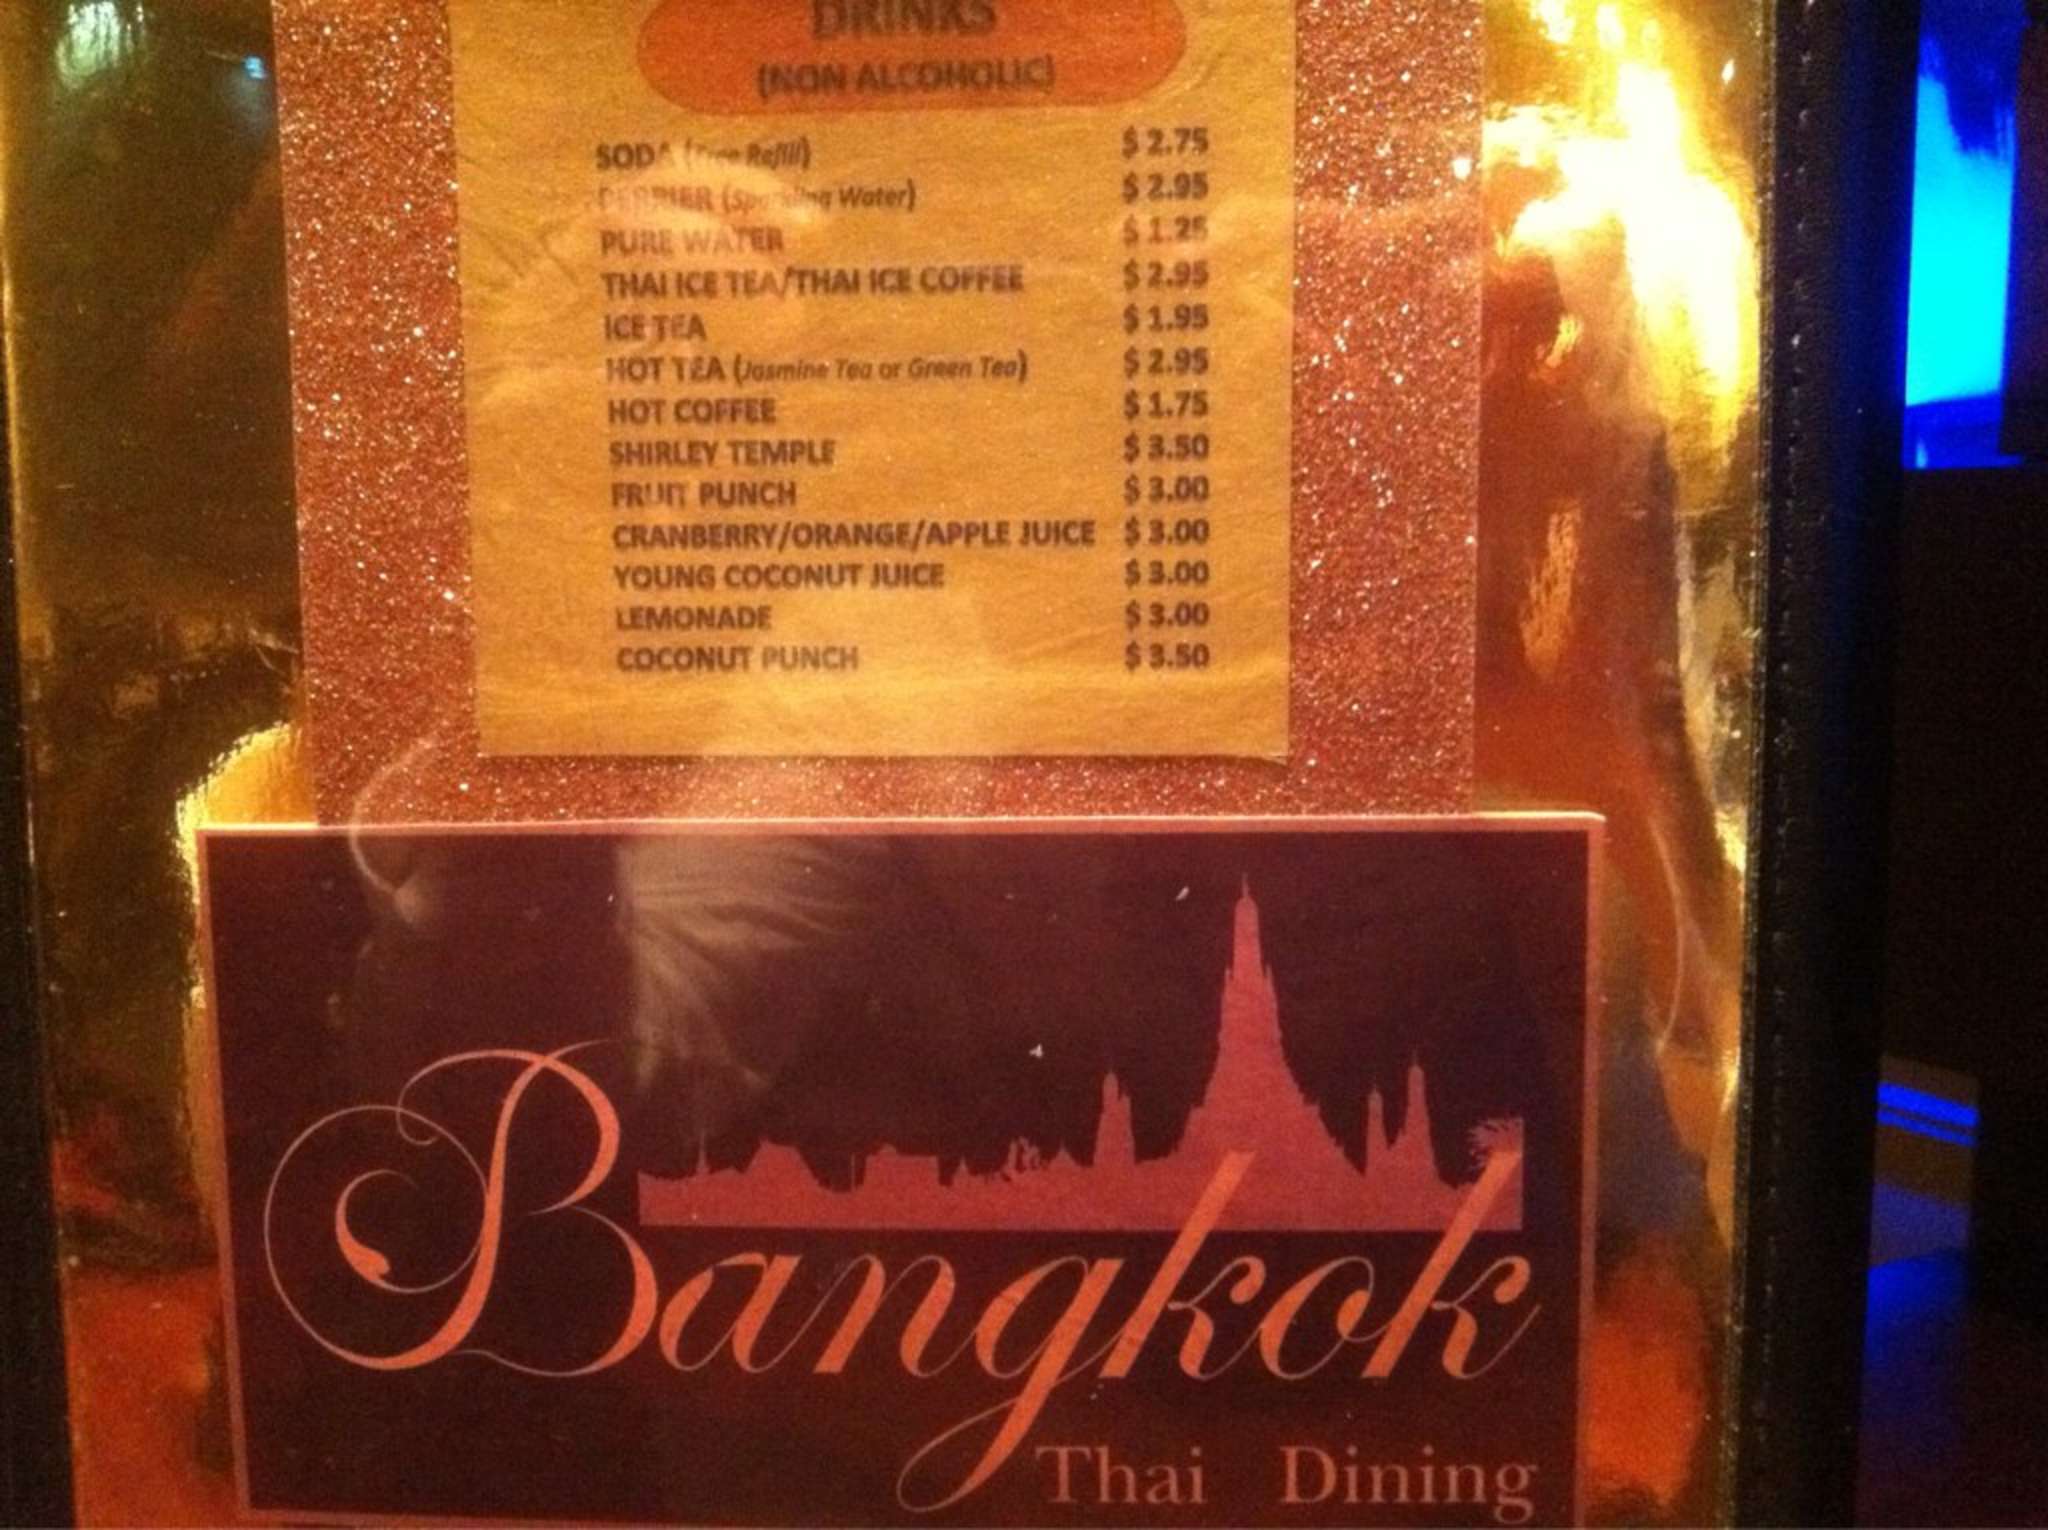 DRINKS
(NON ALCOHOLIC)
SODA (Free Refill) $ 2.75
PERRIER (Sparkling Water) $ 2.95
PURE WATER $ 1.25
THAI ICE TEA/THAI ICE COFFEE $ 2.95
ICE TEA $ 1.95
HOT TEA (Jasmine Tea or Green Tea) $ 2.95
HOT COFFEE $ 1.75
SHIRLEY TEMPLE $ 3.50
FRUIT PUNCH $ 3.00
CRANBERRY/ORANGE/APPLE JUICE $ 3.00
YOUNG COCONUT JUICE $ 3.00
LEMONADE $ 3.00
COCONUT PUNCH $ 3.50
Bangkok
Thai Dining